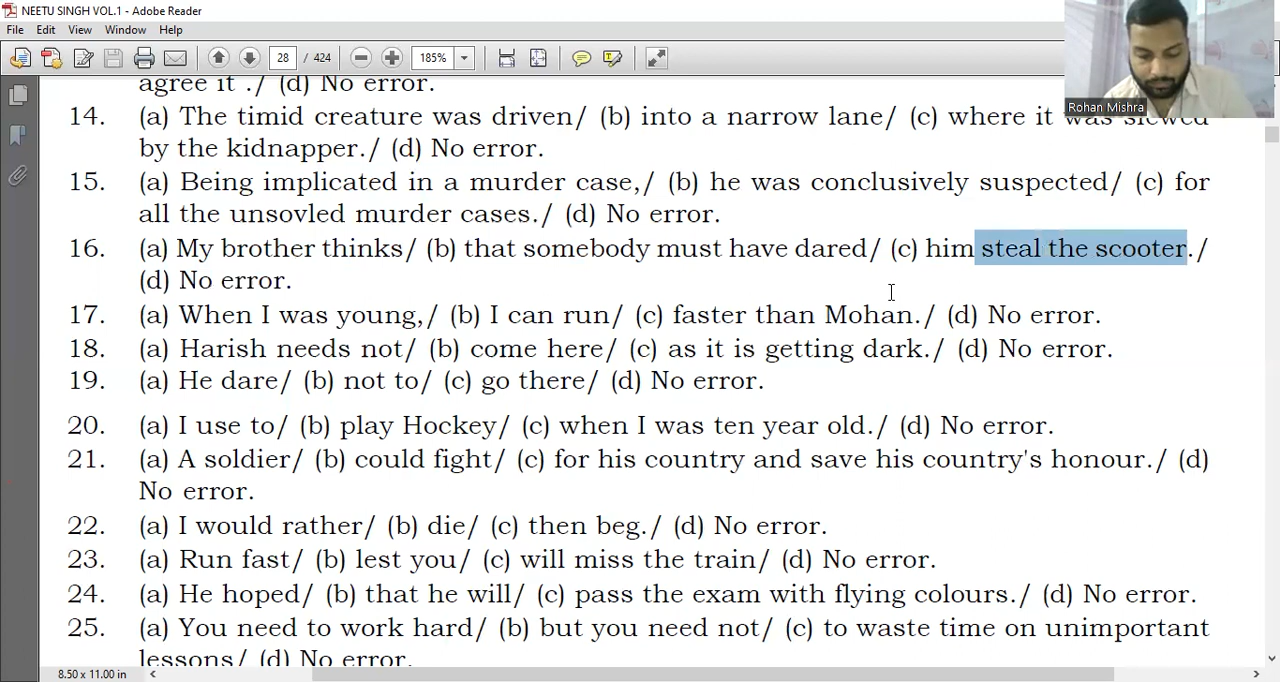 NEETU SINGH VOL.1 - Adobe Reader
File Edit View Window Help
28 / 424 185%
Rohan Mishra
agree it ./ (d) No error.
14. (a) The timid creature was driven/ (b) into a narrow lane/ (c) where it was slewed
by the kidnapper./ (d) No error.
15. (a) Being implicated in a murder case,/ (b) he was conclusively suspected/ (c) for
all the unsovled murder cases./ (d) No error.
16. (a) My brother thinks/ (b) that somebody must have dared/ (c) him steal the scooter./
(d) No error.
17. (a) When I was young,/ (b) I can run/ (c) faster than Mohan./ (d) No error.
18. (a) Harish needs not/ (b) come here/ (c) as it is getting dark./ (d) No error.
19. (a) He dare/ (b) not to/ (c) go there/ (d) No error.
20. (a) I use to/ (b) play Hockey/ (c) when I was ten year old./ (d) No error.
21. (a) A soldier/ (b) could fight/ (c) for his country and save his country's honour./ (d)
No error.
22. (a) I would rather/ (b) die/ (c) then beg./ (d) No error.
23. (a) Run fast/ (b) lest you/ (c) will miss the train/ (d) No error.
24. (a) He hoped/ (b) that he will/ (c) pass the exam with flying colours./ (d) No error.
25. (a) You need to work hard/ (b) but you need not/ (c) to waste time on unimportant
lessons/ (d) No error.
8.50 x 11.00 in